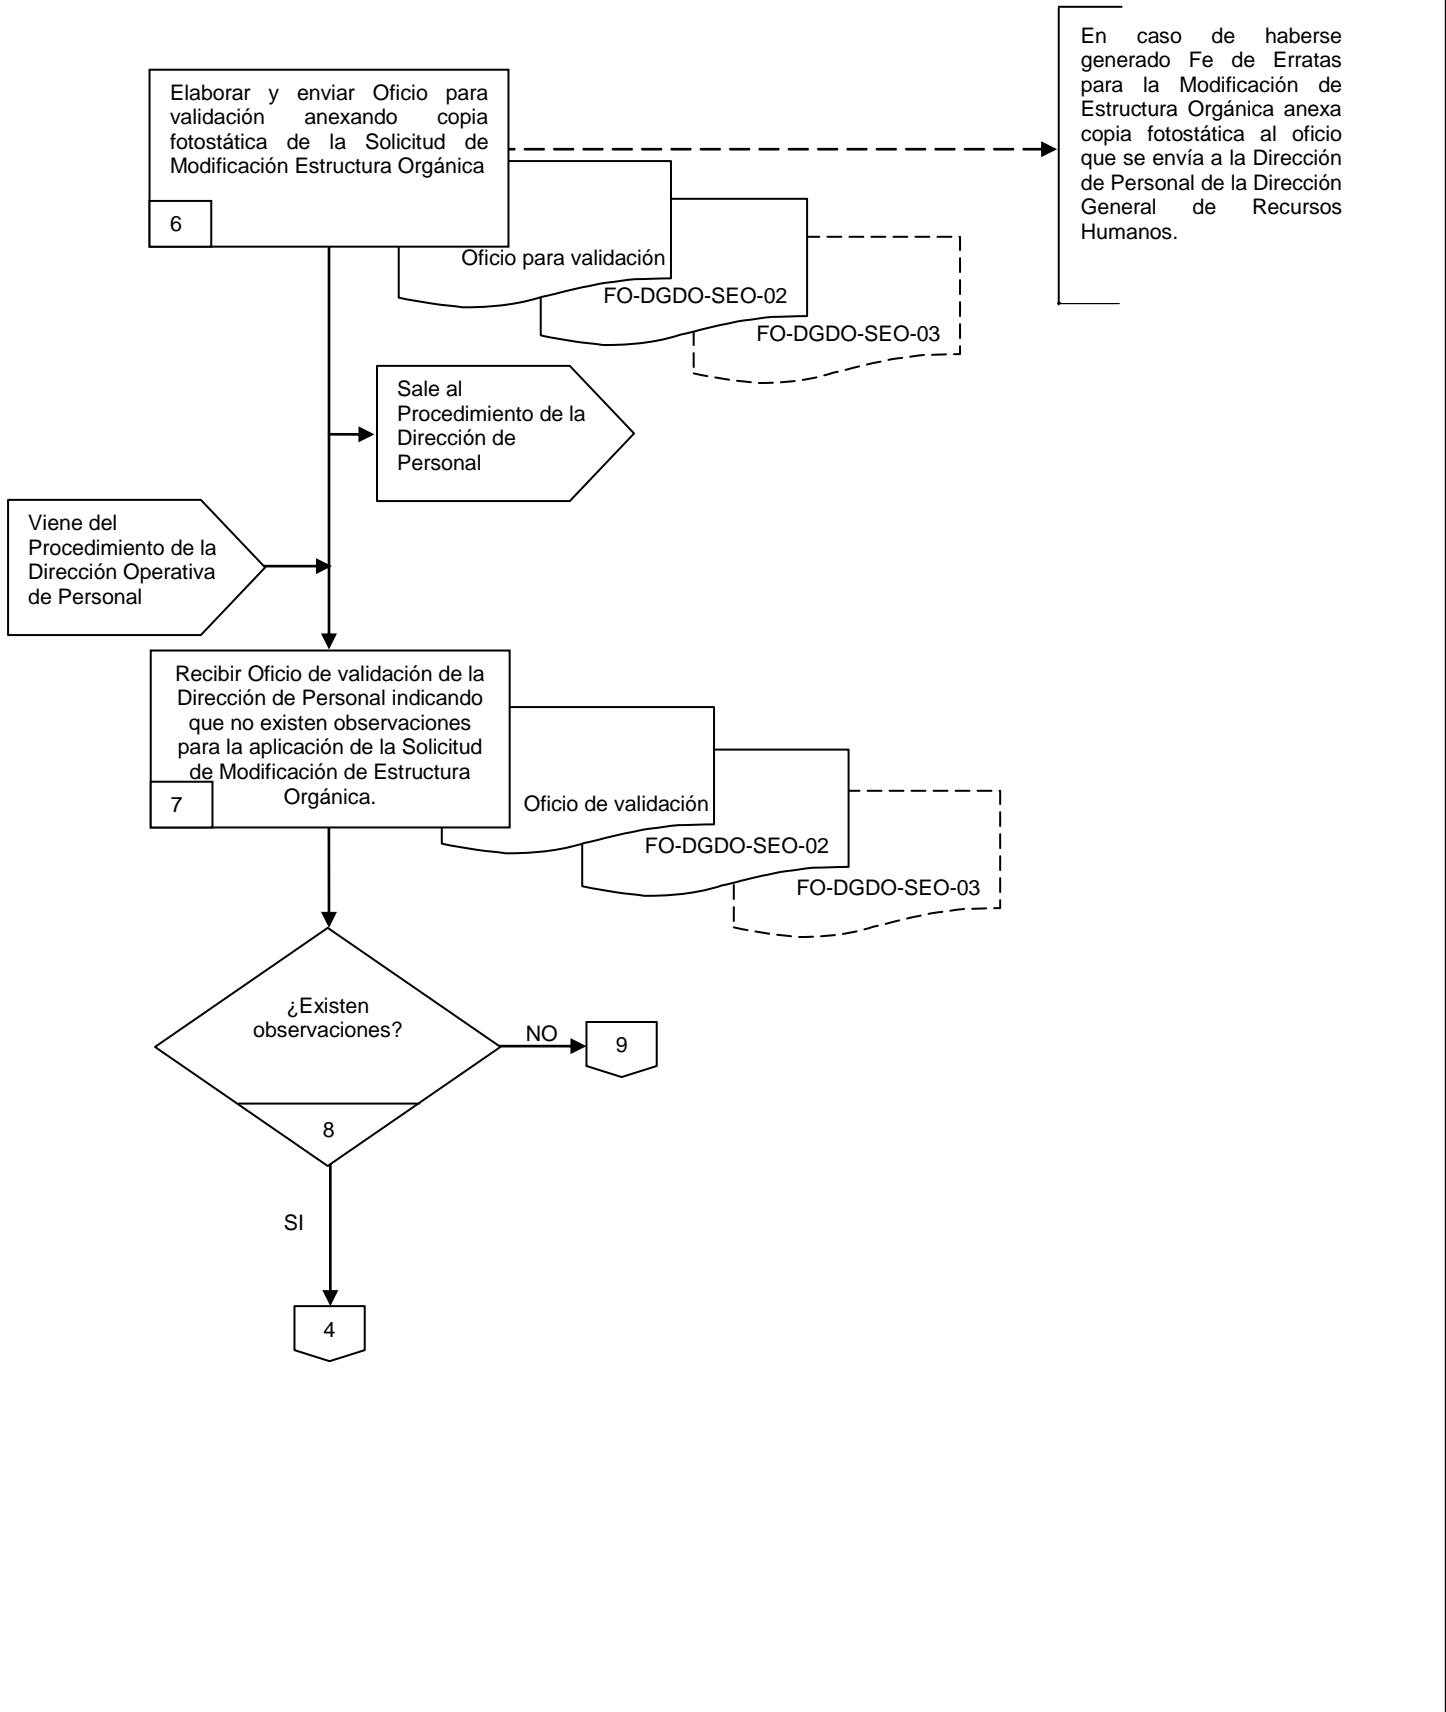 En caso de haberse
generado Fe de Erratas
para la Modificación de
Estructura Orgánica anexa
copia fotostática al oficio
que se envía a la Dirección
de Personal de la Dirección
General de Recursos
Humanos.
Elaborar y enviar Oficio para
validación anexando copia
fotostática de la Solicitud de
Modificación Estructura Orgánica
6
Oficio para validación
FO-DGDO-SEO-02
FO-DGDO-SEO-03
Sale al
Procedimiento de la
Dirección de
Personal
Viene del
Procedimiento de la
Dirección Operativa
de Personal
Recibir Oficio de validación de la
Dirección de Personal indicando
que no existen observaciones
para la aplicación de la Solicitud
de Modificación de Estructura
Orgánica.
7
Oficio de validación
FO-DGDO-SEO-02
FO-DGDO-SEO-03
¿Existen
observaciones?
NO
9
8
SI
4